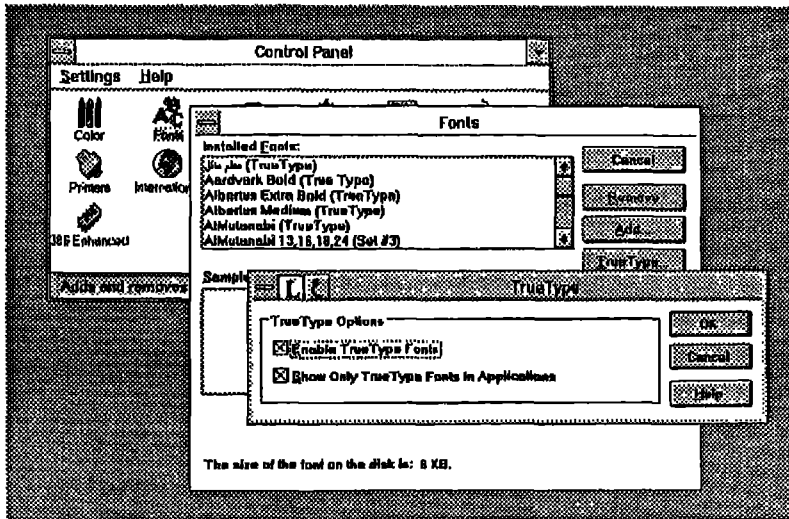 Control Panel
Settings Help
Color
Fonts
Printers
Internation
386 Enhanced
Adds and removes
Fonts
Installed Fonts:
(TrueType)
Aardvark Bold (True Type)
Albertus Extra Bold (TrueType)
Albertus Medium (TrueType)
AlMutanabi (TrueType)
AlMutanabi 13,16,18,24 (Set #3)
Cancel
Remove
Add...
TrueType...
Sample
TrueType
TrueType Options
Enable TrueType Fonts
Show Only TrueType Fonts in Applications
OK
Cancel
Help
The size of the font on the disk is: 8 KB.